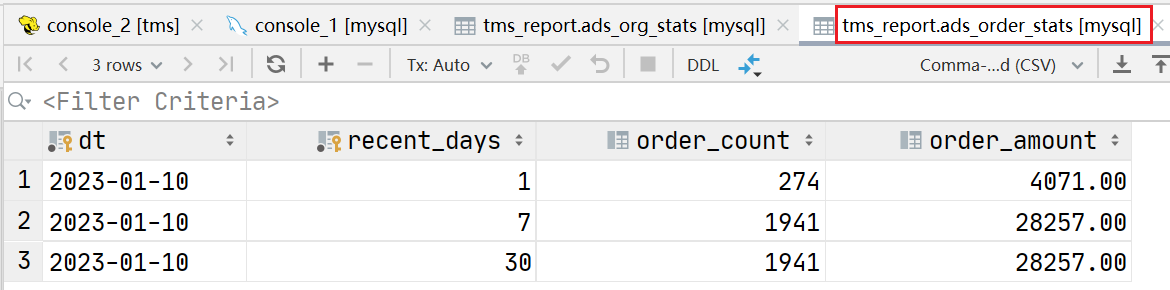 console_2 [tms] console_1 [mysql] tms_report.ads_org_stats [mysql] tms_report.ads_order_stats [mysql]
3 rows Tx: Auto DB DDL Comma-...d (CSV)
<Filter Criteria>
dt recent_days order_count order_amount
1 2023-01-10 1 274 4071.00
2 2023-01-10 7 1941 28257.00
3 2023-01-10 30 1941 28257.00